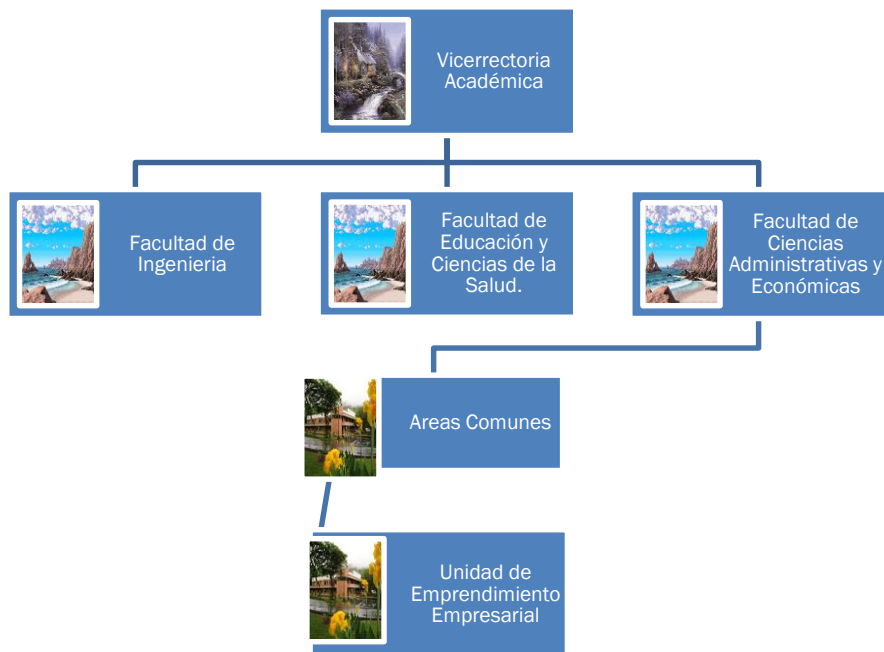 Vicerrectoria
Académica
Facultad de
Ingenieria
Facultad de
Educación y
Ciencias de la
Salud.
Facultad de
Ciencias
Administrativas y
Económicas
Areas Comunes
Unidad de
Emprendimiento
Empresarial